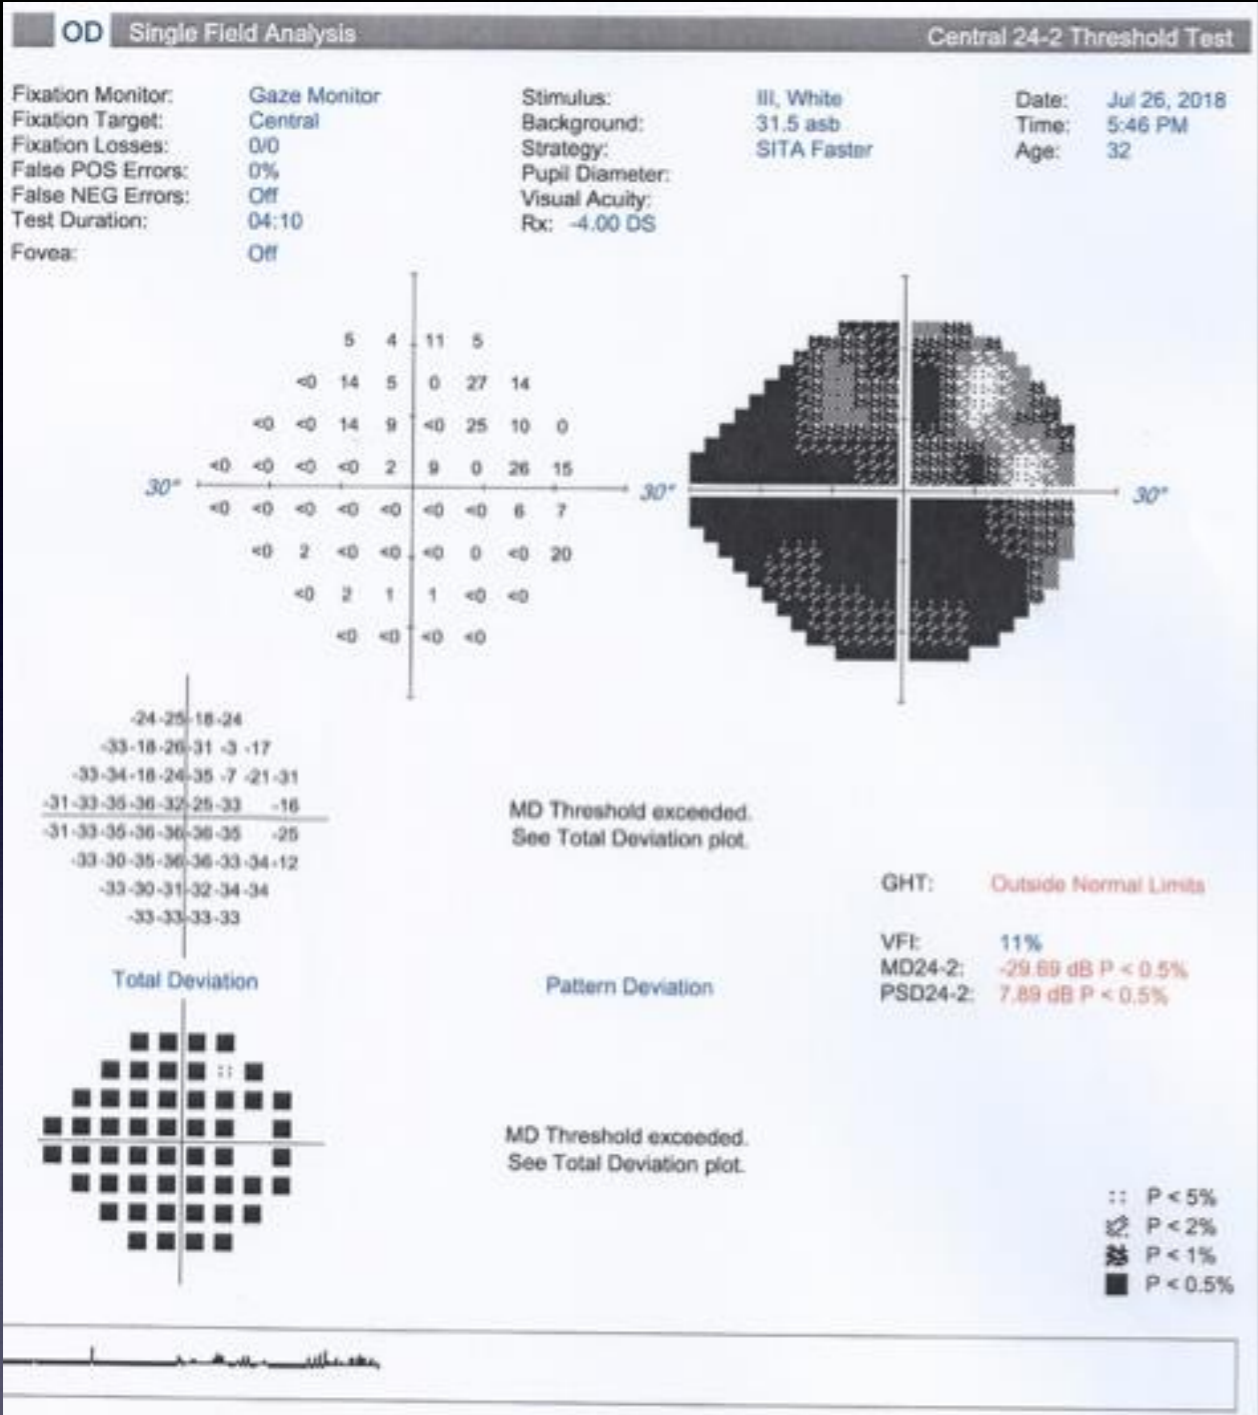 OD Single Field Analysis Central 24-2 Threshold Test
Fixation Monitor: Gaze Monitor Stimulus: III, White Date: Jul 26, 2018
Fixation Target: Central Background: 31.5 asb Time: 5:46 PM
Fixation Losses: 0/0 Strategy: SITA Faster Age: 32
False POS Errors: 0% Pupil Diameter:
False NEG Errors: Off Visual Acuity:
Test Duration: 04:10 Rx: -4.00 DS
Fovea: Off
5 4 11 5
<0 14 5 0 27 14
<0 <0 14 9 <0 25 10 0
<0 <0 <0 <0 2 9 0 26 15
30° 30° 30°
<0 <0 <0 <0 <0 <0 <0 6 7
<0 2 <0 <0 <0 0 <0 20
<0 2 1 1 <0 <0
<0 <0 <0 <0
-24 -25 -18 -24
-33 -18 -26 -31 -3 -17
-33 -34 -18 -24 -35 -7 -21 -31
-31 -33 -35 -36 -32 -25 -33 -16
-31 -33 -35 -36 -36 -36 -35 -25
-33 -30 -35 -36 -36 -33 -34 -12
-33 -30 -31 -32 -34 -34
-33 -33 -33 -33
MD Threshold exceeded.
See Total Deviation plot.
GHT: Outside Normal Limits
VFI: 11%
MD24-2: -29.69 dB P < 0.5%
PSD24-2: 7.89 dB P < 0.5%
Total Deviation Pattern Deviation
MD Threshold exceeded.
See Total Deviation plot.
P < 5%
P < 2%
P < 1%
P < 0.5%